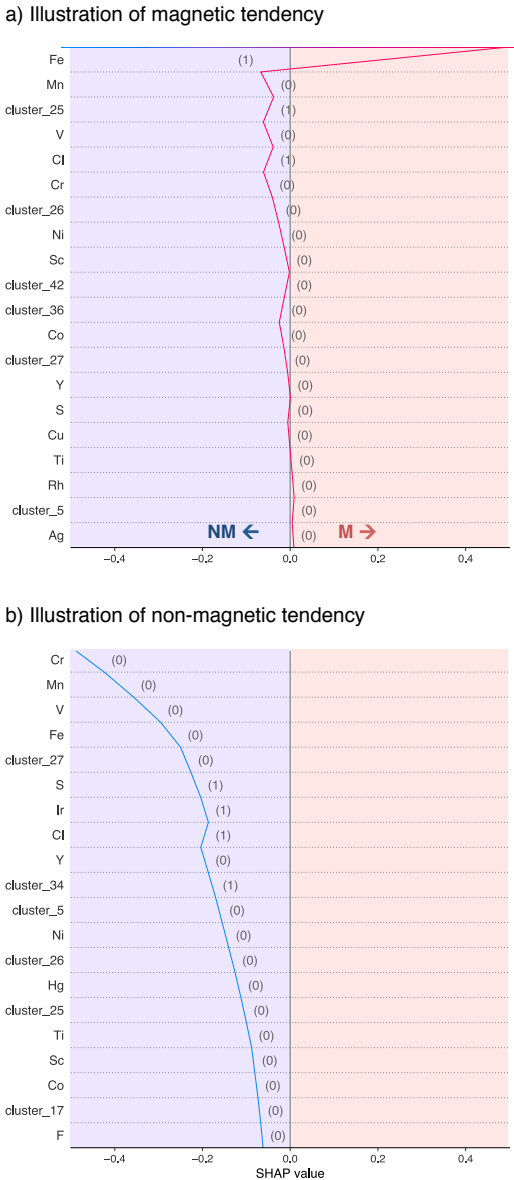 a) Illustration of magnetic tendency
Fe (1)
Mn (0)
cluster_25 (1)
V (0)
Cl (1)
Cr (0)
cluster_26 (0)
Ni (0)
Sc (0)
cluster_42 (0)
cluster_36 (0)
Co (0)
cluster_27 (0)
Y (0)
S (0)
Cu (0)
Ti (0)
Rh (0)
cluster_5 (0)
Ag NM ← (0) M →
−0.4 −0.2 0.0 0.2 0.4
b) Illustration of non-magnetic tendency
Cr (0)
Mn (0)
V (0)
Fe (0)
cluster_27 (0)
S (1)
Ir (1)
Cl (1)
Y (0)
cluster_34 (1)
cluster_5 (0)
Ni (0)
cluster_26 (0)
Hg (0)
cluster_25 (0)
Ti (0)
Sc (0)
Co (0)
cluster_17 (0)
F (0)
−0.4 −0.2 0.0 0.2 0.4
SHAP value